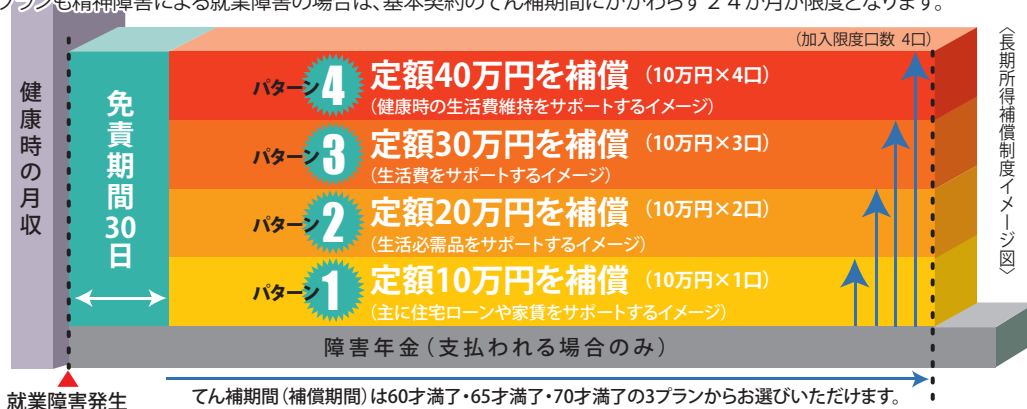 プランも精神障害による就業障害の場合は、基本契約のてん補期間にかかわらず２４か月が限度となります。
（加入限度口数 4口）
健康時の月収
免責期間30日
パターン4 定額40万円を補償（10万円×4口）
（健康時の生活費維持をサポートするイメージ）
パターン3 定額30万円を補償（10万円×3口）
（生活費をサポートするイメージ）
パターン2 定額20万円を補償（10万円×2口）
（生活必需品をサポートするイメージ）
パターン1 定額10万円を補償（10万円×1口）
（主に住宅ローンや家賃をサポートするイメージ）
〈長期所得補償制度イメージ図〉
障害年金（支払われる場合のみ）
就業障害発生
てん補期間（補償期間）は60才満了・65才満了・70才満了の3プランからお選びいただけます。